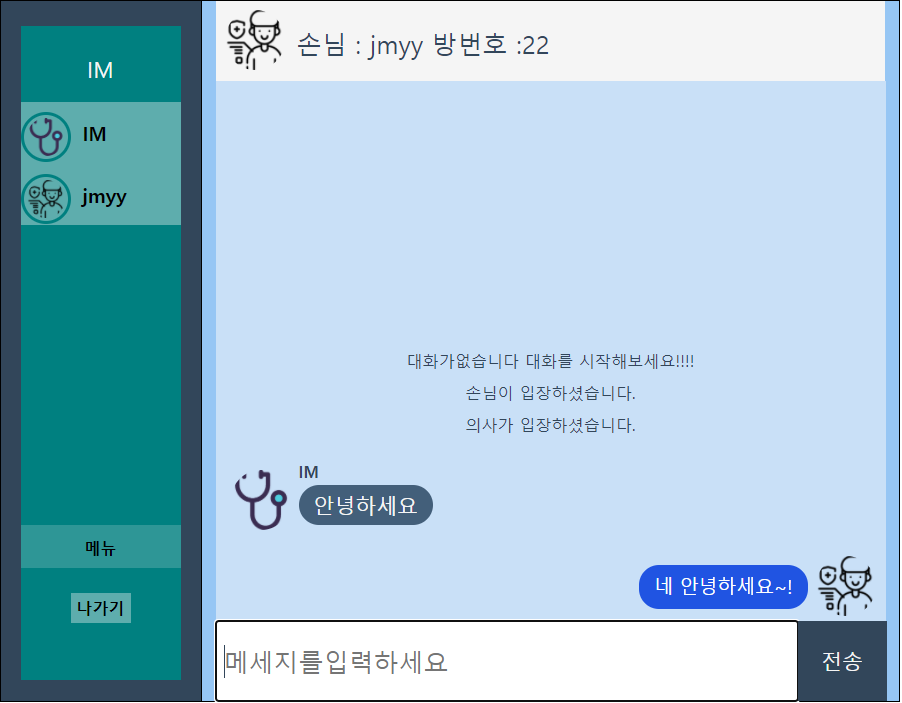 IM
IM
jmyy
메뉴
나가기
손님 : jmyy 방번호 :22
대화가없습니다 대화를 시작해보세요!!!!
손님이 입장하셨습니다.
의사가 입장하셨습니다.
IM
안녕하세요
네 안녕하세요~!
메세지를입력하세요
전송